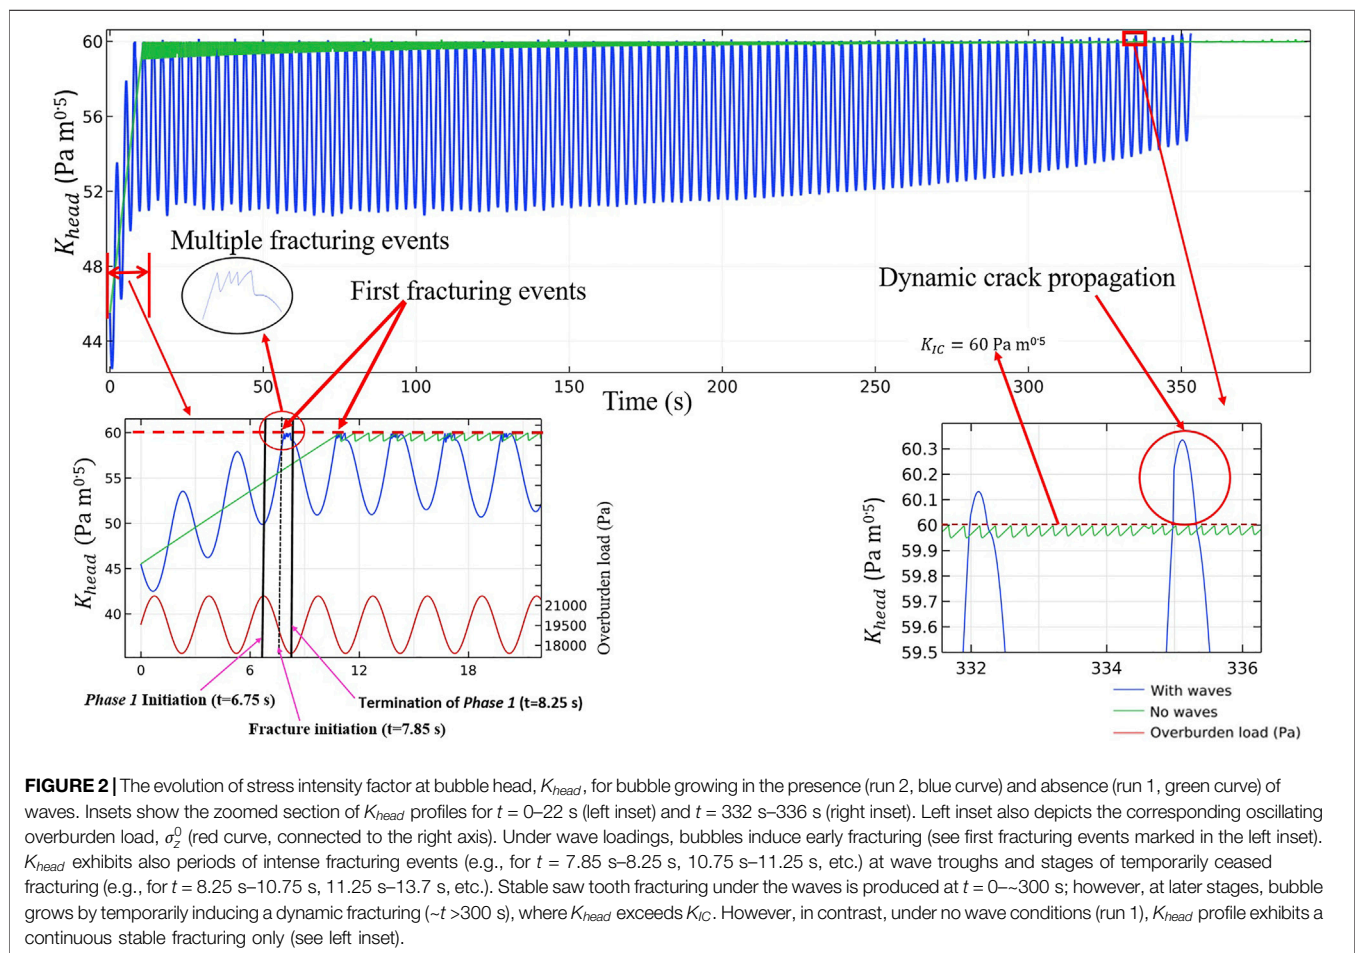 60
56
52
48
44
K_head (Pa m^0·5)
Multiple fracturing events
First fracturing events
Dynamic crack propagation
K_IC = 60 Pa m^0·5
0 50 100 150 200 250 300 350
Time (s)
60
55
50
45
40
K_head (Pa m^0·5)
21000
19500
18000
Overburden load (Pa)
0 6 12 18
Phase 1 Initiation (t=6.75 s)
Termination of Phase 1 (t=8.25 s)
Fracture initiation (t=7.85 s)
60.3
60.2
60.1
60
59.9
59.8
59.7
59.6
59.5
K_head (Pa m^0·5)
332 334 336
With waves
No waves
Overburden load (Pa)
FIGURE 2 | The evolution of stress intensity factor at bubble head, K_head, for bubble growing in the presence (run 2, blue curve) and absence (run 1, green curve) of
waves. Insets show the zoomed section of K_head profiles for t = 0–22 s (left inset) and t = 332 s–336 s (right inset). Left inset also depicts the corresponding oscillating
overburden load, σ_z^0 (red curve, connected to the right axis). Under wave loadings, bubbles induce early fracturing (see first fracturing events marked in the left inset).
K_head exhibits also periods of intense fracturing events (e.g., for t = 7.85 s–8.25 s, 10.75 s–11.25 s, etc.) at wave troughs and stages of temporarily ceased
fracturing (e.g., for t = 8.25 s–10.75 s, 11.25 s–13.7 s, etc.). Stable saw tooth fracturing under the waves is produced at t = 0–~300 s; however, at later stages, bubble
grows by temporarily inducing a dynamic fracturing (~t >300 s), where K_head exceeds K_IC. However, in contrast, under no wave conditions (run 1), K_head profile exhibits a
continuous stable fracturing only (see left inset).